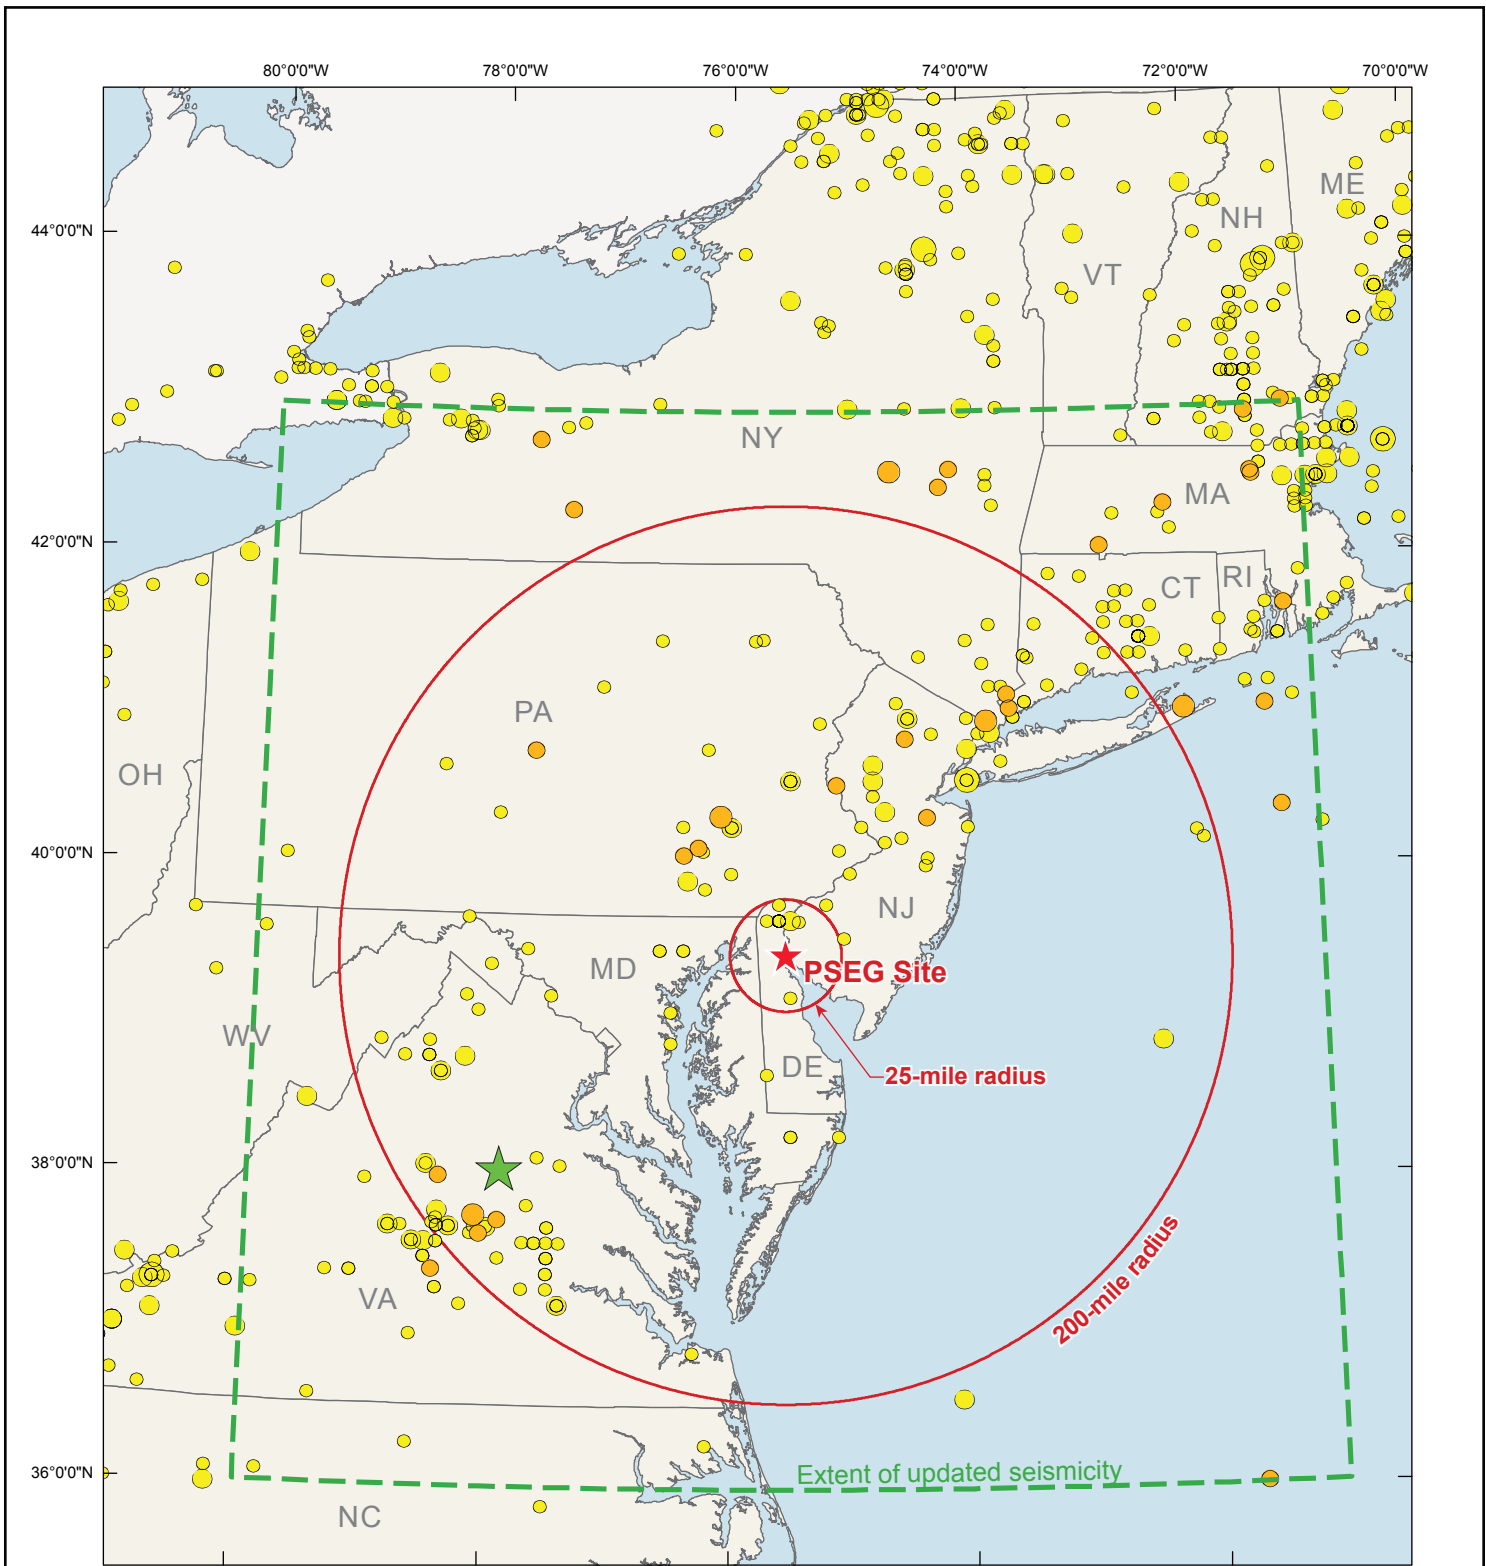 80°0'0"W 78°0'0"W 76°0'0"W 74°0'0"W 72°0'0"W 70°0'0"W
ME
NH
44°0'0"N
VT
NY
MA
42°0'0"N
RI
CT
PA
OH
40°0'0"N
NJ
MD
PSEG Site
WV
DE
25-mile radius
38°0'0"N
200-mile radius
VA
Extent of updated seismicity
36°0'0"N
NC